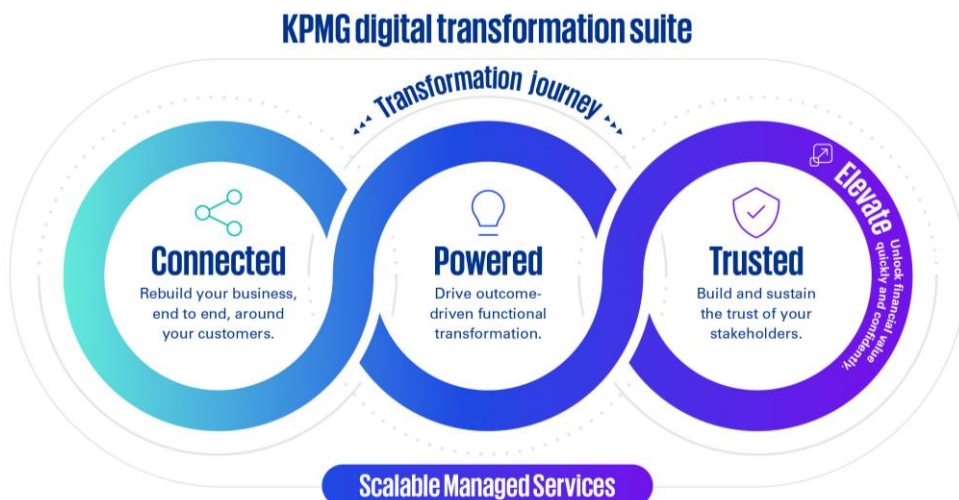 KPMG digital transformation suite
Transformation journey
Connected
Rebuild your business,
end to end, around
your customers.
Powered
Drive outcome-
driven functional
transformation.
Trusted
Build and sustain
the trust of your
stakeholders.
Elevate
Unlock financial value
quickly and confidently.
Scalable Managed Services